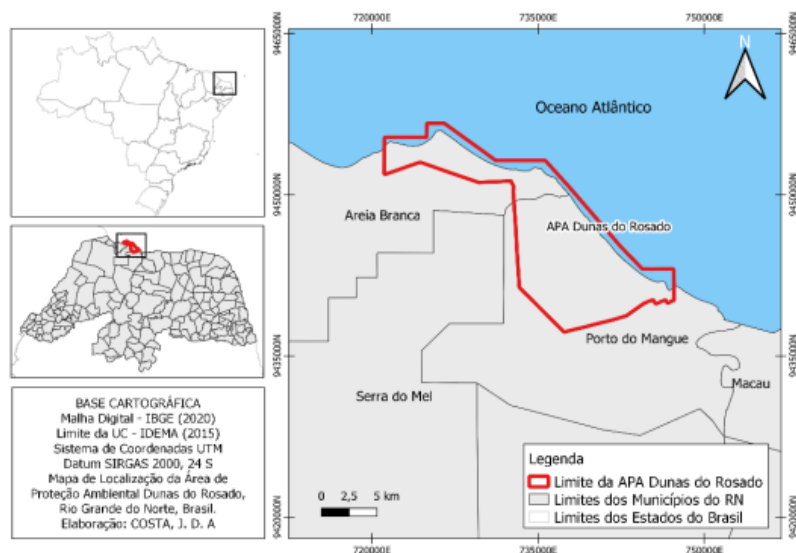 720000E
735000E
750000E
9465000N
9450000N
9435000N
9420000N
N
Oceano Atlântico
Areia Branca
APA Dunas do Rosado
Porto do Mangue
Macau
Serra do Mel
0 2,5 5 km
Legenda
Limite da APA Dunas do Rosado
Limites dos Municípios do RN
Limites dos Estados do Brasil
720000E
735000E
750000E
BASE CARTOGRÁFICA
Malha Digital - IBGE (2020)
Limite da UC - IDEMA (2015)
Sistema de Coordenadas UTM
Datum SIRGAS 2000, 24 S
Mapa de Localização da Área de
Proteção Ambiental Dunas do Rosado,
Rio Grande do Norte, Brasil.
Elaboração: COSTA, J. D. A